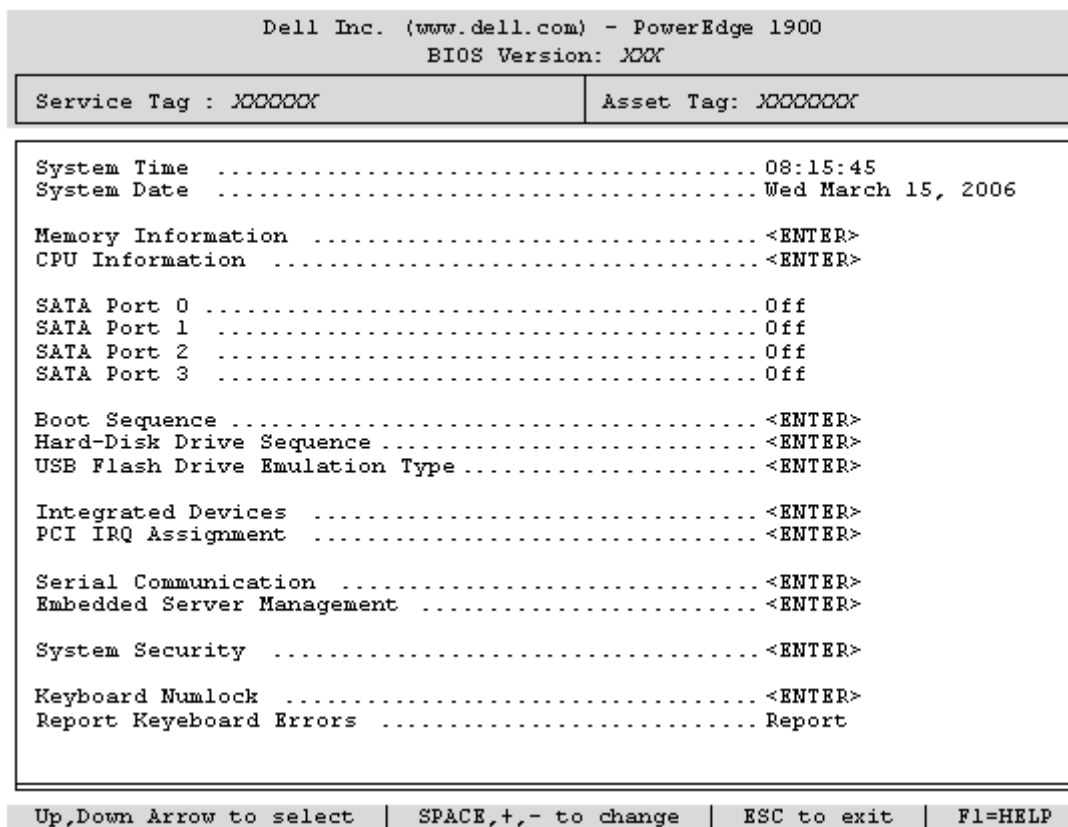 Dell Inc. (www.dell.com) - PowerEdge 1900
BIOS Version: XXX
Service Tag : XXXXXX
Asset Tag: XXXXXXX
System Time ........................................ 08:15:45
System Date ........................................ Wed March 15, 2006
Memory Information ................................. <ENTER>
CPU Information .................................... <ENTER>
SATA Port 0 ......................................... Off
SATA Port 1 ........................................ Off
SATA Port 2 ........................................ Off
SATA Port 3 ........................................ Off
Boot Sequence ....................................... <ENTER>
Hard-Disk Drive Sequence ............................ <ENTER>
USB Flash Drive Emulation Type ...................... <ENTER>
Integrated Devices ................................. <ENTER>
PCI IRQ Assignment ................................. <ENTER>
Serial Communication ............................... <ENTER>
Embedded Server Management ......................... <ENTER>
System Security .................................... <ENTER>
Keyboard Numlock ................................... <ENTER>
Report Keyeboard Errors ............................ Report
Up,Down Arrow to select | SPACE,+,- to change | ESC to exit | F1=HELP